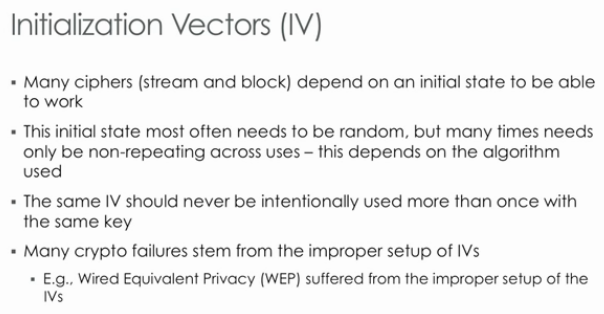 Initialization Vectors (IV)
▪ Many ciphers (stream and block) depend on an initial state to be able
to work
▪ This initial state most often needs to be random, but many times needs
only be non-repeating across uses – this depends on the algorithm
used
▪ The same IV should never be intentionally used more than once with
the same key
▪ Many crypto failures stem from the improper setup of IVs
▪ E.g., Wired Equivalent Privacy (WEP) suffered from the improper setup of the
IVs